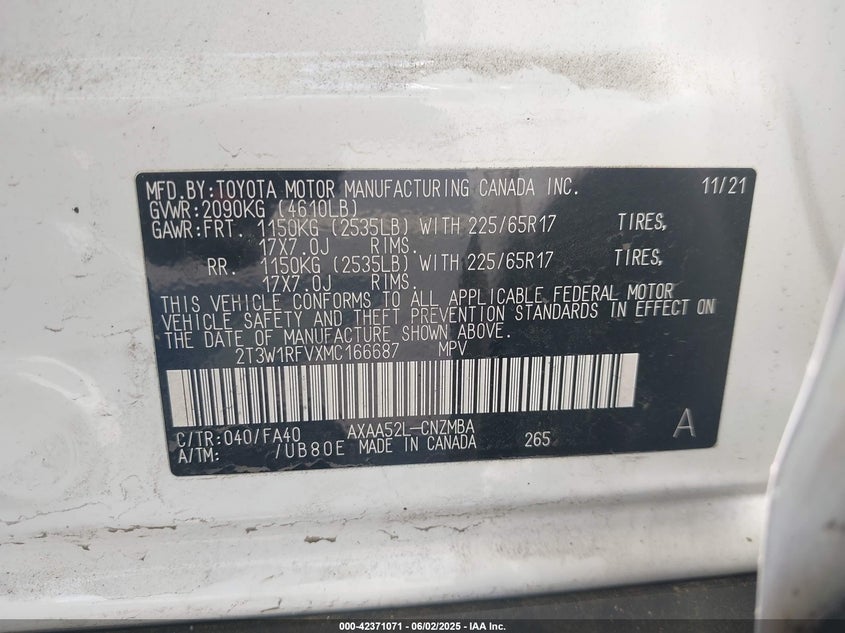 MFD.BY:TOYOTA MOTOR MANUFACTURING CANADA INC. 11/21
GVWR:2090KG (4610LB)
GAWR:FRT. 1150KG (2535LB) WITH 225/65R17 TIRES,
17X7.0J RIMS.
RR. 1150KG (2535LB) WITH 225/65R17 TIRES,
17X7.0J RIMS.
THIS VEHICLE CONFORMS TO ALL APPLICABLE FEDERAL MOTOR
VEHICLE SAFETY AND THEFT PREVENTION STANDARDS IN EFFECT ON
THE DATE OF MANUFACTURE SHOWN ABOVE.
2T3W1RFVXMC166687 MPV
C/TR:040/FA40 AXAA52L-CNZMBA
A/TM: /UB80E MADE IN CANADA 265 A
000-42371071 | 06/02/2025 - IAA Inc.